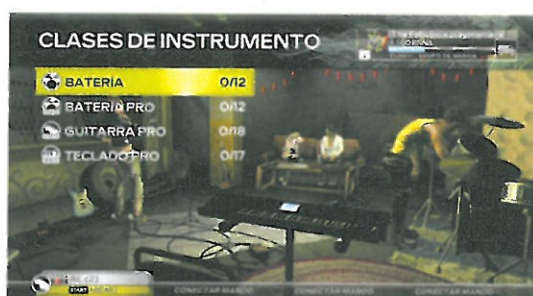 CLASES DE INSTRUMENTO
BATERÍA 0/12
BATERÍA PRO 0/12
GUITARRA PRO 0/18
TECLADO PRO 0/17
START MENÚ
CONECTAR MANDO
CONECTAR MANDO
CONECTAR MANDO